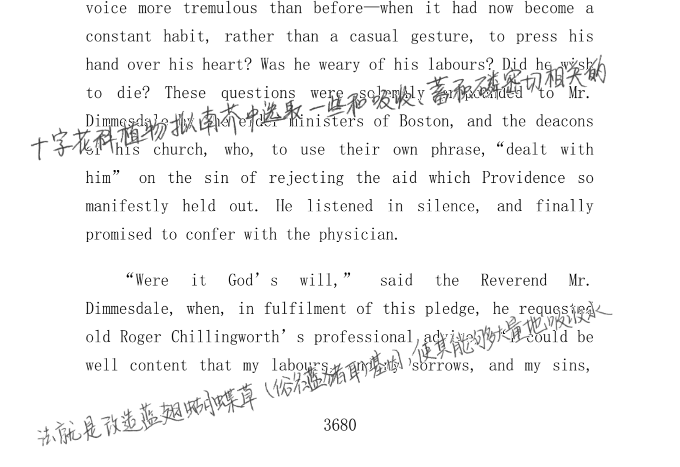 voice more tremulous than before—when it had now become a
constant habit, rather than a casual gesture, to press his
hand over his heart? Was he weary of his labours? Did he wish
to die? These questions were solemnly propounded to Mr.
十字花科植物拟南芥中选取一些和吸收、蓄积磷密切相关的
Dimmesdale by the elder ministers of Boston, and the deacons
of his church, who, to use their own phrase, “dealt with
him” on the sin of rejecting the aid which Providence so
manifestly held out. He listened in silence, and finally
promised to confer with the physician.
“Were it God’s will,” said the Reverend Mr.
Dimmesdale, when, in fulfilment of this pledge, he requested
old Roger Chillingworth’s professional advice, “I could be
well content that my labours, and my sorrows, and my sins,
法就是改造蓝翅蝴蝶草（俗名蓝猪耳）基因，使其能够大量地吸收水
3680